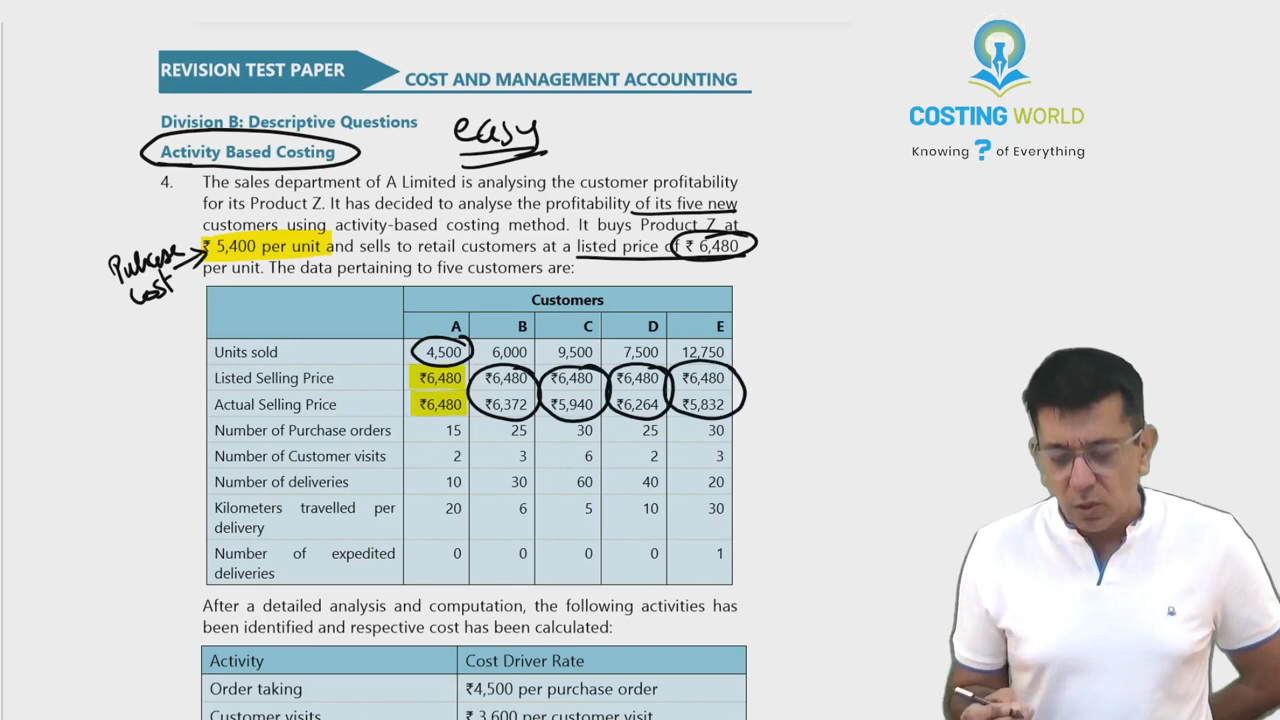 REVISION TEST PAPER
COST AND MANAGEMENT ACCOUNTING
COSTING WORLD
Knowing ? of Everything
Division B: Descriptive Questions
easy
Activity Based Costing
4. The sales department of A Limited is analysing the customer profitability
for its Product Z. It has decided to analyse the profitability of its five new
customers using activity-based costing method. It buys Product Z at
₹ 5,400 per unit and sells to retail customers at a listed price of ₹ 6,480
per unit. The data pertaining to five customers are:
Cost
Customers
A B C D E
Units sold 4,500 6,000 9,500 7,500 12,750
Listed Selling Price ₹6,480 ₹6,480 ₹6,480 ₹6,480 ₹6,480
Actual Selling Price ₹6,480 ₹6,372 ₹5,940 ₹6,264 ₹5,832
Number of Purchase orders 15 25 30 25 30
Number of Customer visits 2 3 6 2 3
Number of deliveries 10 30 60 40 20
Kilometers travelled per 20 6 5 10 30
delivery
Number of expedited 0 0 0 0 1
deliveries
After a detailed analysis and computation, the following activities has
been identified and respective cost has been calculated:
Activity Cost Driver Rate
Order taking ₹4,500 per purchase order
Customer visits ₹ 3,600 per customer visit